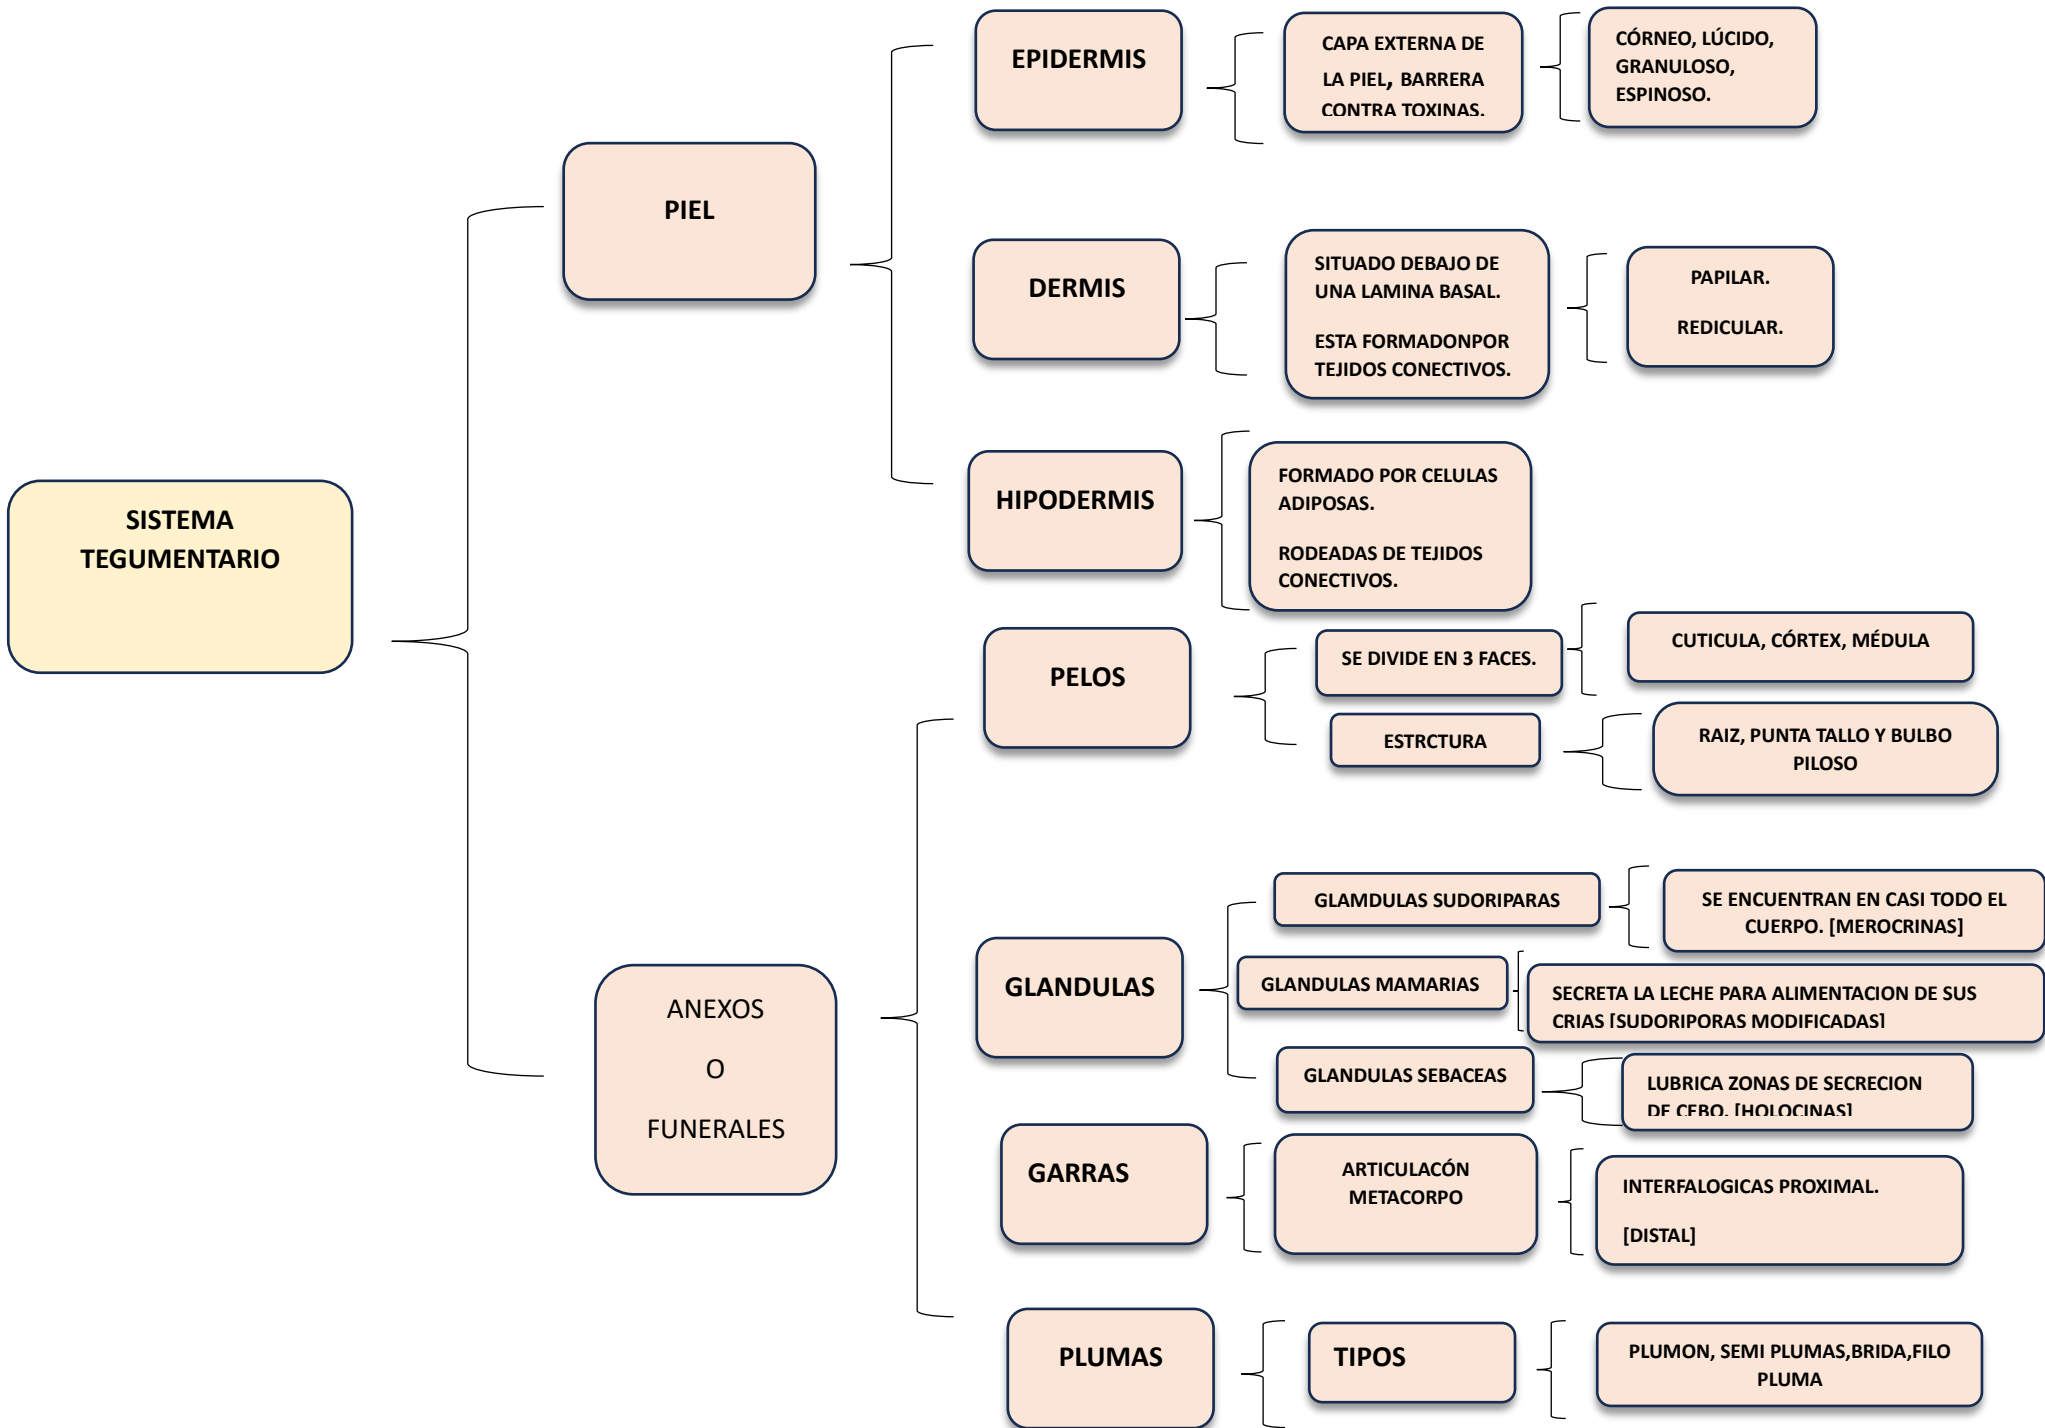 SISTEMA
TEGUMENTARIO
PIEL
EPIDERMIS
CAPA EXTERNA DE
LA PIEL, BARRERA
CONTRA TOXINAS.
CÓRNEO, LÚCIDO,
GRANULOSO,
ESPINOSO.
DERMIS
SITUADO DEBAJO DE
UNA LAMINA BASAL.
ESTA FORMADONPOR
TEJIDOS CONECTIVOS.
PAPILAR.
REDICULAR.
HIPODERMIS
FORMADO POR CELULAS
ADIPOSAS.
RODEADAS DE TEJIDOS
CONECTIVOS.
ANEXOS
O
FUNERALES
PELOS
SE DIVIDE EN 3 FACES.
CUTICULA, CÓRTEX, MÉDULA
ESTRCTURA
RAIZ, PUNTA TALLO Y BULBO
PILOSO
GLANDULAS
GLAMDULAS SUDORIPARAS
SE ENCUENTRAN EN CASI TODO EL
CUERPO. [MEROCRINAS]
GLANDULAS MAMARIAS
SECRETA LA LECHE PARA ALIMENTACION DE SUS
CRIAS [SUDORIPORAS MODIFICADAS]
GLANDULAS SEBACEAS
LUBRICA ZONAS DE SECRECION
DE CEBO. [HOLOCINAS]
GARRAS
ARTICULACÓN
METACORPO
INTERFALOGICAS PROXIMAL.
[DISTAL]
PLUMAS
TIPOS
PLUMON, SEMI PLUMAS,BRIDA,FILO
PLUMA